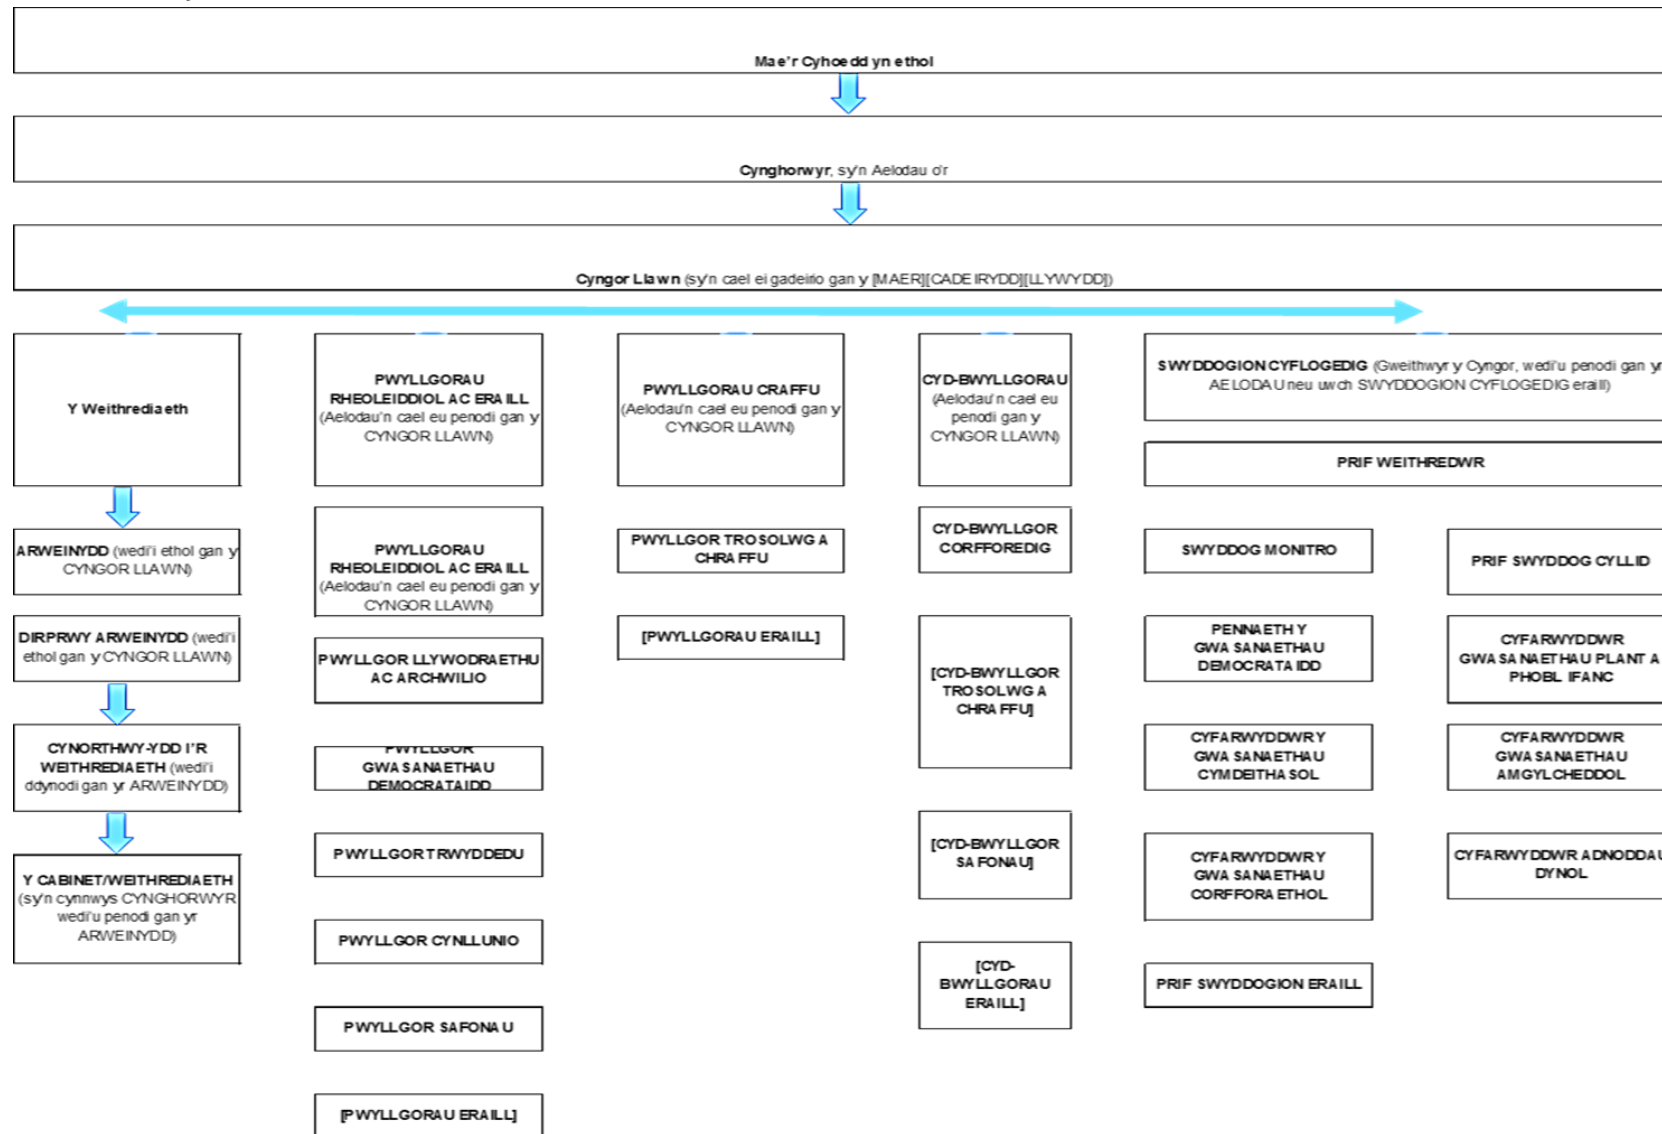 Mae'r Cyhoedd yn ethol
Cynghorwyr, sy'n Aelodau o'r
Cyngor Llawn (sy'n cael ei gadeirio gan y [MAER][CADEIRYDD][LLYWYDD])
Y Weithrediaeth
ARWEINYDD (wedi'i ethol gan y
CYNGOR LLAWN)
DIRPRWY ARWEINYDD (wedi'i
ethol gan y CYNGOR LLAWN)
CYNORTHWY-YDD I'R
WEITHREDIAETH (wedi'i
ddynodi gan yr ARWEINYDD)
Y CABINET/WEITHREDIAETH
(sy'n cynnwys CYNGHORWYR
wedi'u penodi gan yr
ARWEINYDD)
PWYLLGORAU
RHEOLEIDDIOL AC ERAILL
(Aelodau'n cael eu penodi gan y
CYNGOR LLAWN)
PWYLLGORAU
RHEOLEIDDIOL AC ERAILL
(Aelodau'n cael eu penodi gan y
CYNGOR LLAWN)
PWYLLGOR LLYWODRAETHU
AC ARCHWILIO
PWYLLGOR
GWASANAETHAU
DEMOCRATAIDD
PWYLLGOR TRWYDDEDU
PWYLLGOR CYNLLUNIO
PWYLLGOR SAFONAU
[PWYLLGORAU ERAILL]
PWYLLGORAU CRAFFU
(Aelodau'n cael eu penodi gan y
CYNGOR LLAWN)
PWYLLGOR TROSOLWG A
CHRAFFU
[PWYLLGORAU ERAILL]
CYD-BWYLLGORAU
(Aelodau'n cael eu
penodi gan y
CYNGOR LLAWN)
CYD-BWYLLGOR
CORFFOREDIG
[CYD-BWYLLGOR
TROSOLWG A
CHRAFFU]
[CYD-BWYLLGOR
SAFONAU]
[CYD-
BWYLLGORAU
ERAILL]
SWYDDOGION CYFLOGEDIG (Gweithwyr y Cyngor, wedi'u penodi gan yr
AELODAU neu uwch SWYDDOGION CYFLOGEDIG eraill)
PRIF WEITHREDWR
SWYDDOG MONITRO
PENNAETH Y
GWASANAETHAU
DEMOCRATAIDD
CYFARWYDDWR Y
GWASANAETHAU
CYMDEITHASOL
CYFARWYDDWR Y
GWASANAETHAU
CORFFORAETHOL
PRIF SWYDDOGION ERAILL
PRIF SWYDDOG CYLLID
CYFARWYDDWR
GWASANAETHAU PLANT A
PHOBL IFANC
CYFARWYDDWR
GWASANAETHAU
AMGYLCHEDDOL
CYFARWYDDWR ADNODDAU
DYNOL